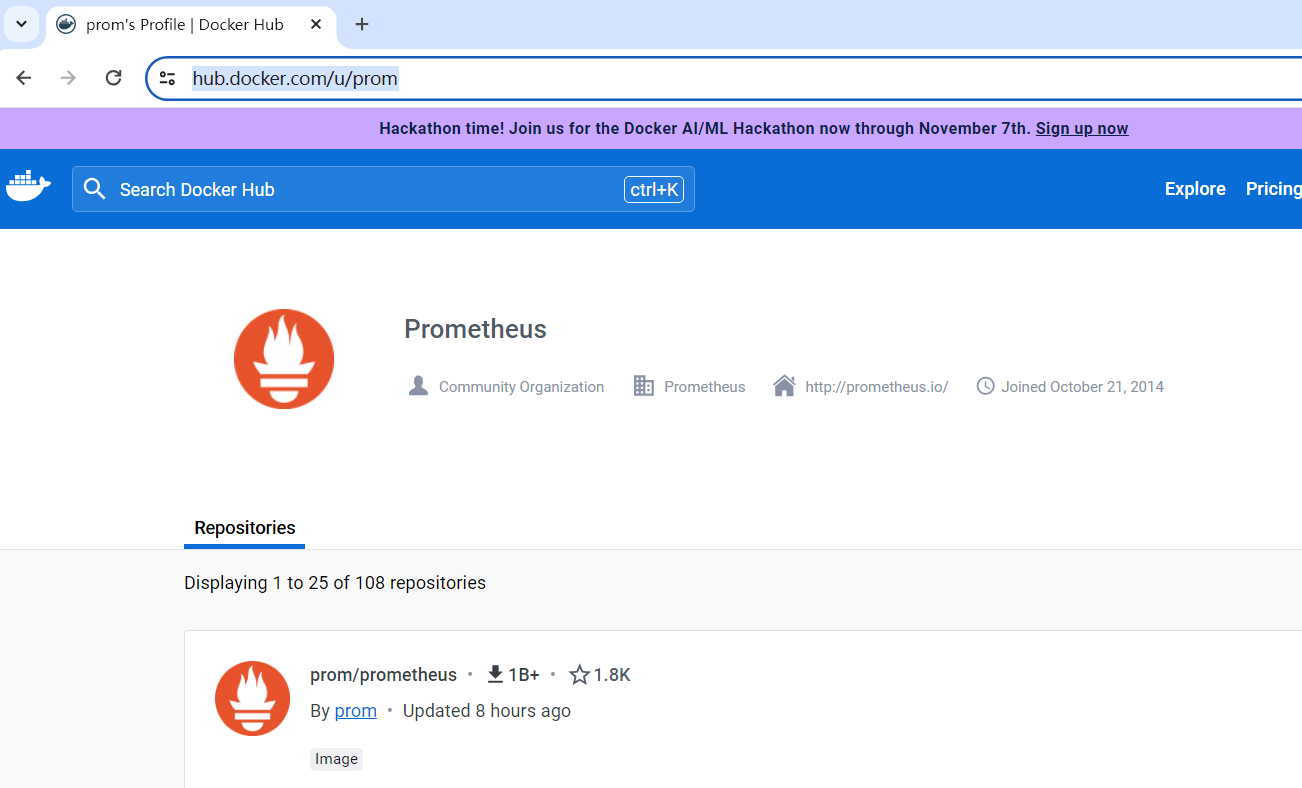 prom's Profile | Docker Hub
hub.docker.com/u/prom
Hackathon time! Join us for the Docker AI/ML Hackathon now through November 7th. Sign up now
Search Docker Hub ctrl+K Explore Pricing
Prometheus
Community Organization Prometheus http://prometheus.io/ Joined October 21, 2014
Repositories
Displaying 1 to 25 of 108 repositories
prom/prometheus • 1B+ • 1.8K
By prom • Updated 8 hours ago
Image